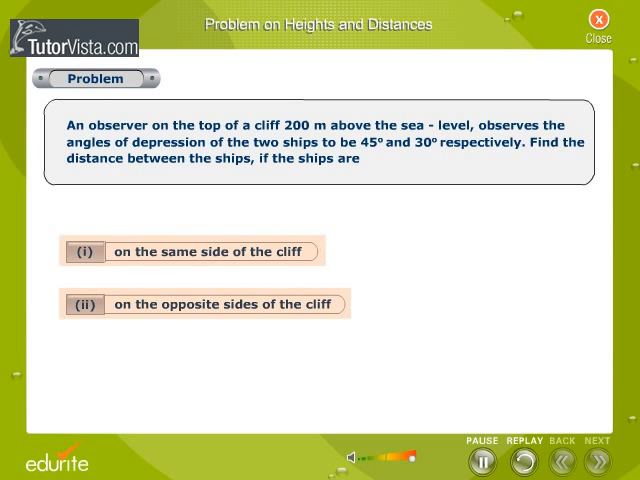 Problem on Heights and Distances
X
Close
TutorVista.com
Problem
An observer on the top of a cliff 200 m above the sea - level, observes the
angles of depression of the two ships to be 45º and 30º respectively. Find the
distance between the ships, if the ships are
(i) on the same side of the cliff
(ii) on the opposite sides of the cliff
PAUSE REPLAY BACK NEXT
edurite